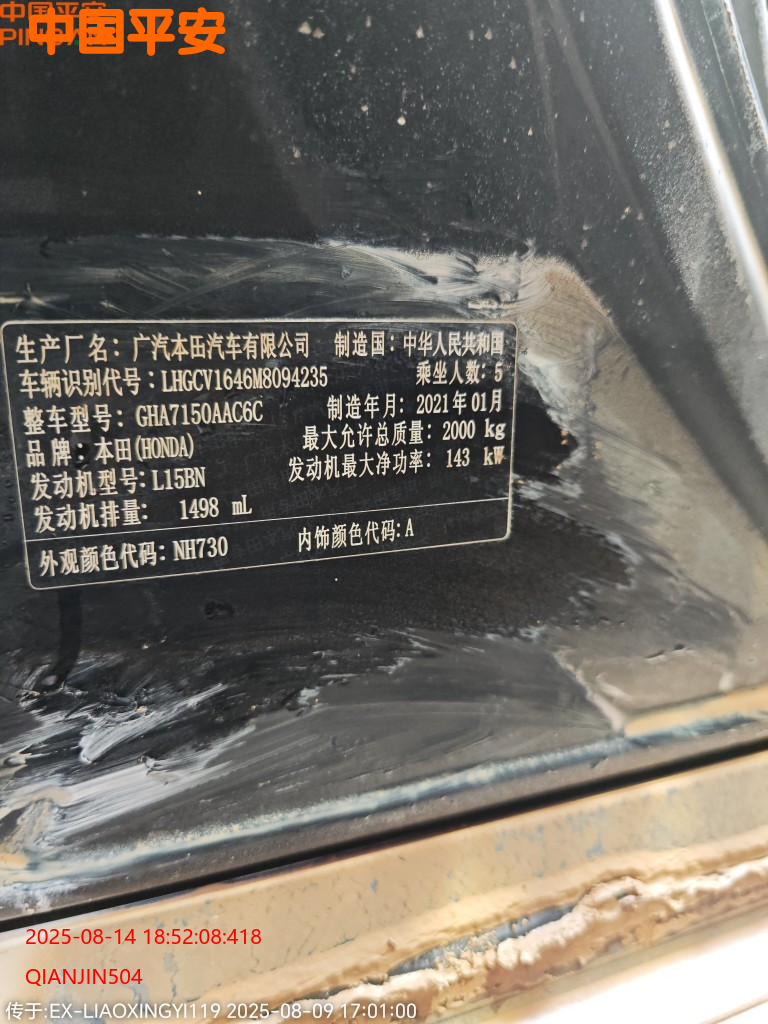 中国平安
PING AN
中国平安
生产厂名：广汽本田汽车有限公司 制造国：中华人民共和国
车辆识别代号：LHGCV1646M8094235 乘坐人数：5
整车型号：GHA7150AAC6C 制造年月：2021年01月
品牌：本田(HONDA) 最大允许总质量：2000 kg
发动机型号:L15BN 发动机最大净功率：143 kW
发动机排量：1498 mL
外观颜色代码：NH730 内饰颜色代码:A
2025-08-14 18:52:08:418
QIANJIN504
传于:EX-LIAOXINGYI119 2025-08-09 17:01:00